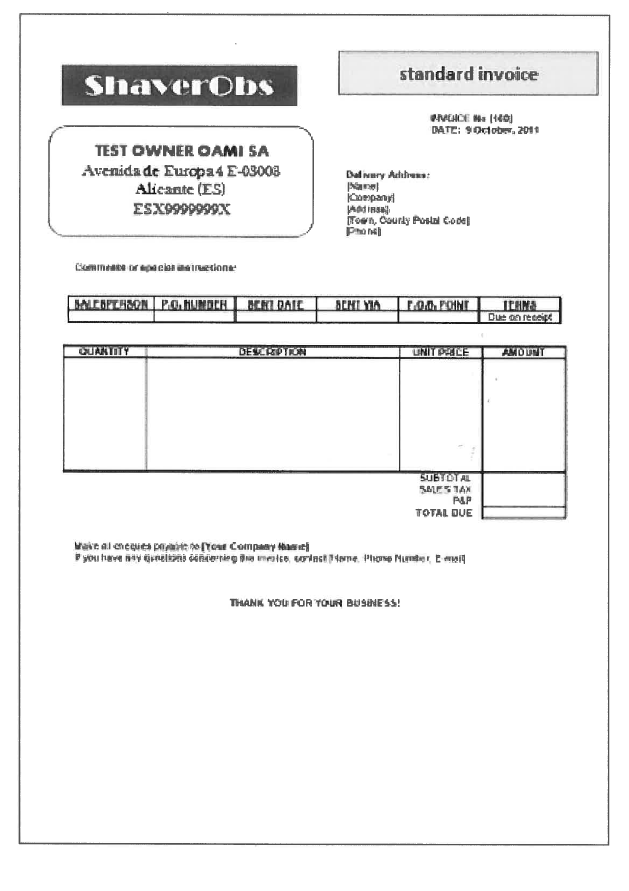 ShaverObs
standard invoice
INVOICE No [160]
DATE: 9 October, 2011
TEST OWNER OAMI SA
Avenida de Europa 4 E-03008
Alicante (ES)
ESX9999999X
Delivery Address:
[Name]
[Company]
[Address]
[Town, County Postal Code]
[Phone]
Comments or special instructions:
SALESPERSON P.O. NUMBER SENT DATE SENT VIA F.O.B. POINT TERMS
Due on receipt
QUANTITY DESCRIPTION UNIT PRICE AMOUNT
SUBTOTAL
SALES TAX
P&P
TOTAL DUE
Make all cheques payable to [Your Company Name]
If you have any questions concerning this invoice, contact [Name, Phone Number, E-mail]
THANK YOU FOR YOUR BUSINESS!